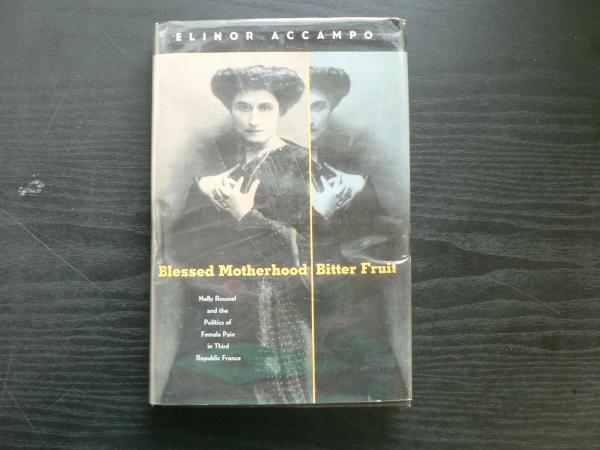 ELINOR ACCAMPO
Blessed Motherhood Bitter Fruit
Nelly Roussel
and the
Politics of
Female Pain
in Third
Republic France